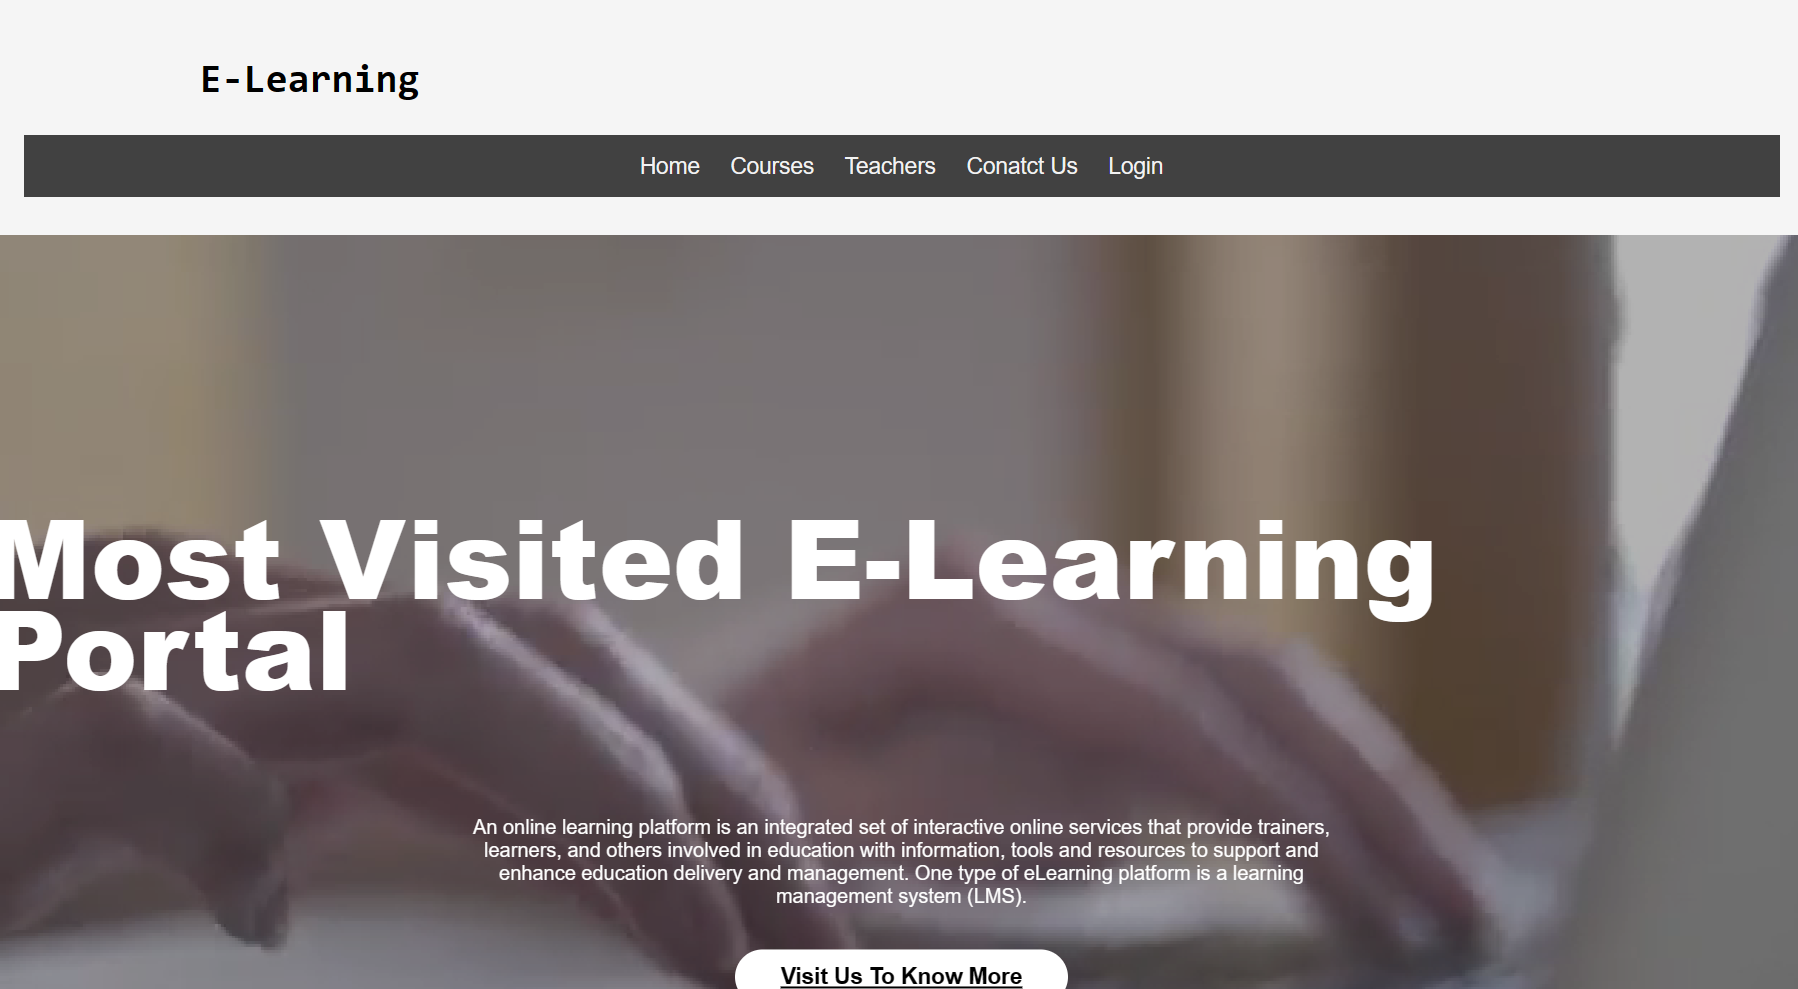 E-Learning
Home Courses Teachers Conatct Us Login
Most Visited E-Learning
Portal
An online learning platform is an integrated set of interactive online services that provide trainers,
learners, and others involved in education with information, tools and resources to support and
enhance education delivery and management. One type of eLearning platform is a learning
management system (LMS).
Visit Us To Know More